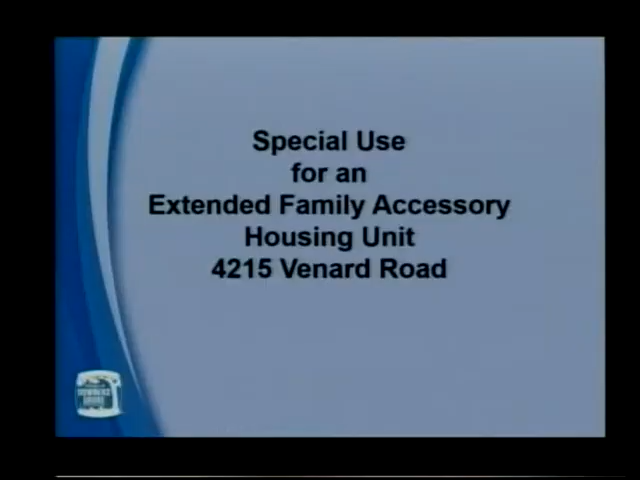 Special Use
for an
Extended Family Accessory
Housing Unit
4215 Venard Road